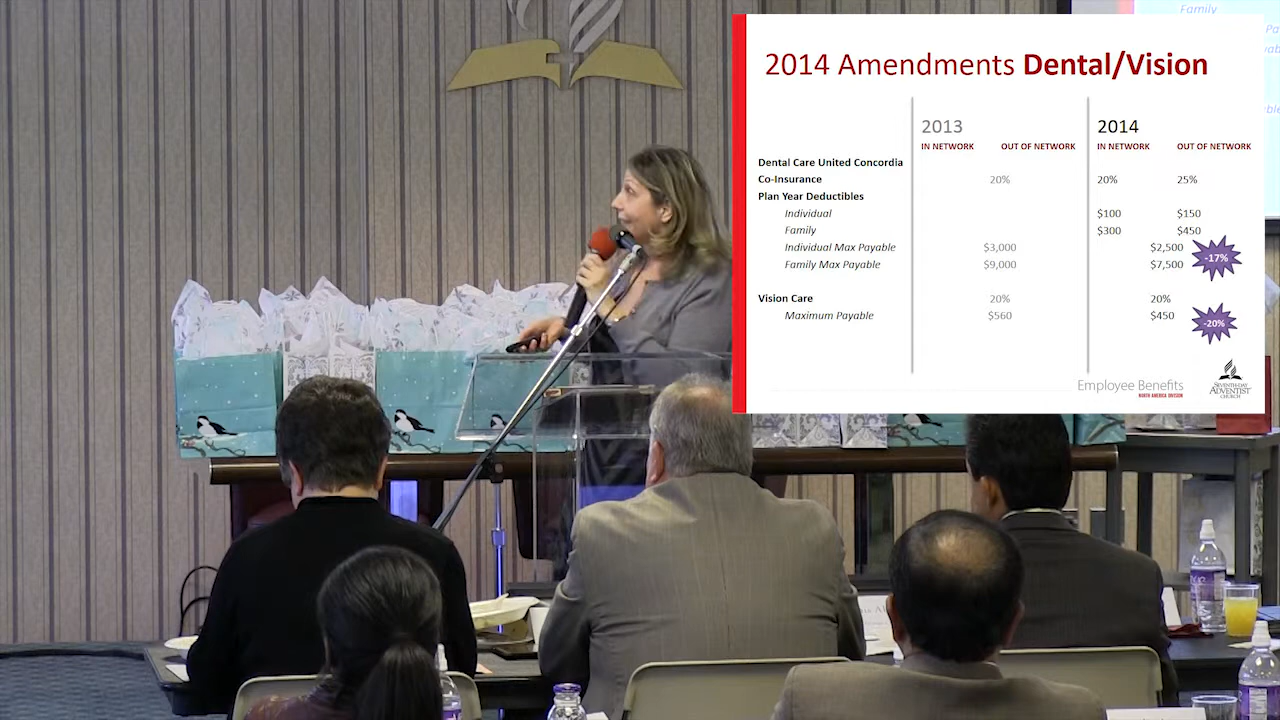 2014 Amendments Dental/Vision
2013 2014
IN NETWORK OUT OF NETWORK IN NETWORK OUT OF NETWORK
Dental Care United Concordia
Co-Insurance 20% 20% 25%
Plan Year Deductibles
Individual $100 $150
Family $300 $450
Individual Max Payable $3,000 $2,500
Family Max Payable $9,000 $7,500
-17%
Vision Care 20% 20%
Maximum Payable $560 $450
-20%
Employee Benefits
NORTH AMERICA DIVISION
SEVENTH-DAY
ADVENTIST
CHURCH
Family